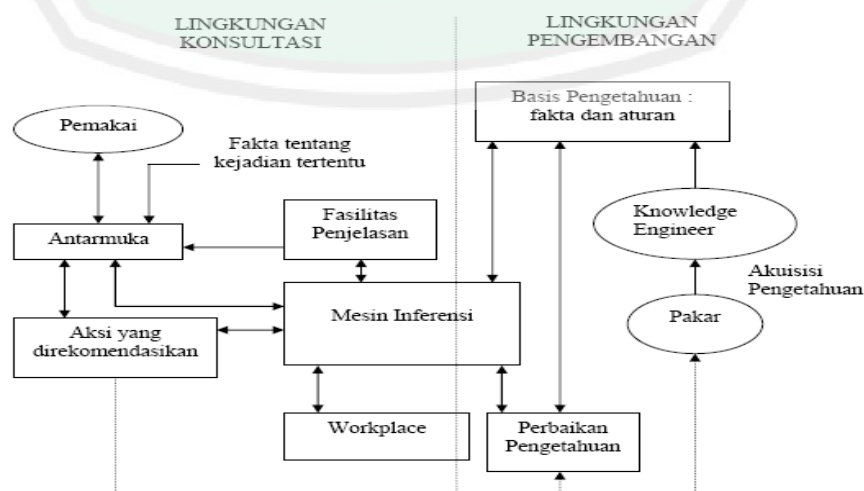 LINGKUNGAN
KONSULTASI
LINGKUNGAN
PENGEMBANGAN
Basis Pengetahuan :
fakta dan aturan
Pemakai
Fakta tentang
kejadian tertentu
Fasilitas
Penjelasan
Knowledge
Engineer
Antarmuka
Akuisisi
Pengetahuan
Mesin Inferensi
Pakar
Aksi yang
direkomendasikan
Workplace
Perbaikan
Pengetahuan